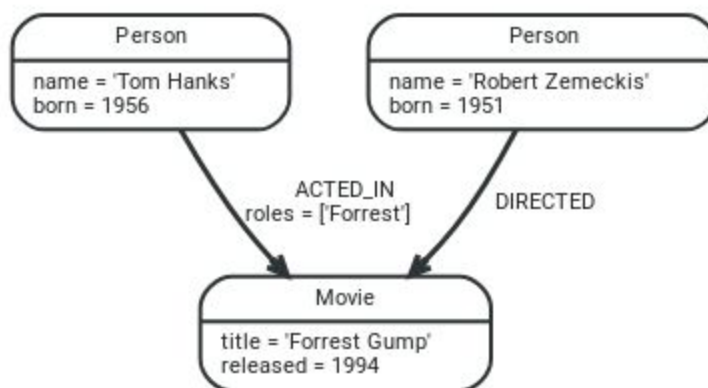 Person
name = 'Tom Hanks'
born = 1956
Person
name = 'Robert Zemeckis'
born = 1951
ACTED_IN
roles = ['Forrest']
DIRECTED
Movie
title = 'Forrest Gump'
released = 1994